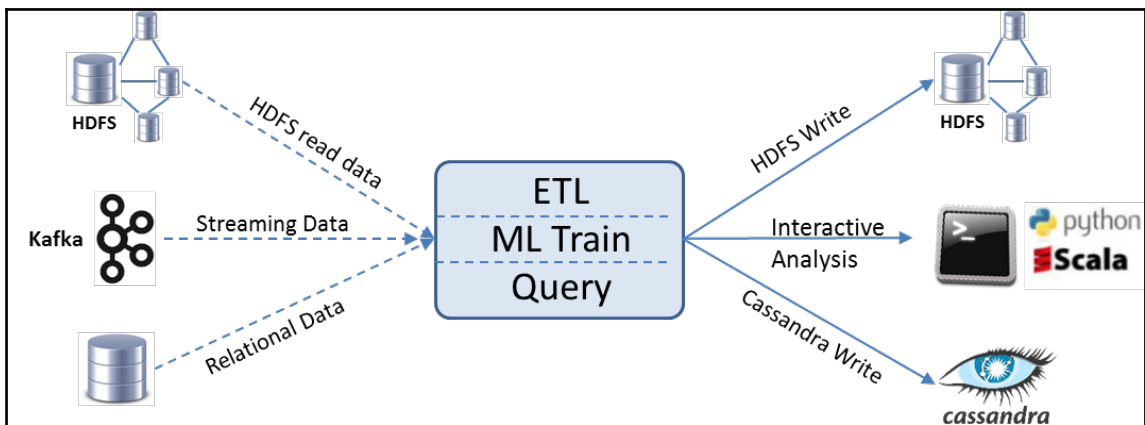 HDFS
HDFS read data
Kafka
Streaming Data
Relational Data
ETL
ML Train
Query
HDFS Write
Interactive
Analysis
Cassandra Write
HDFS
>_
python
Scala
cassandra